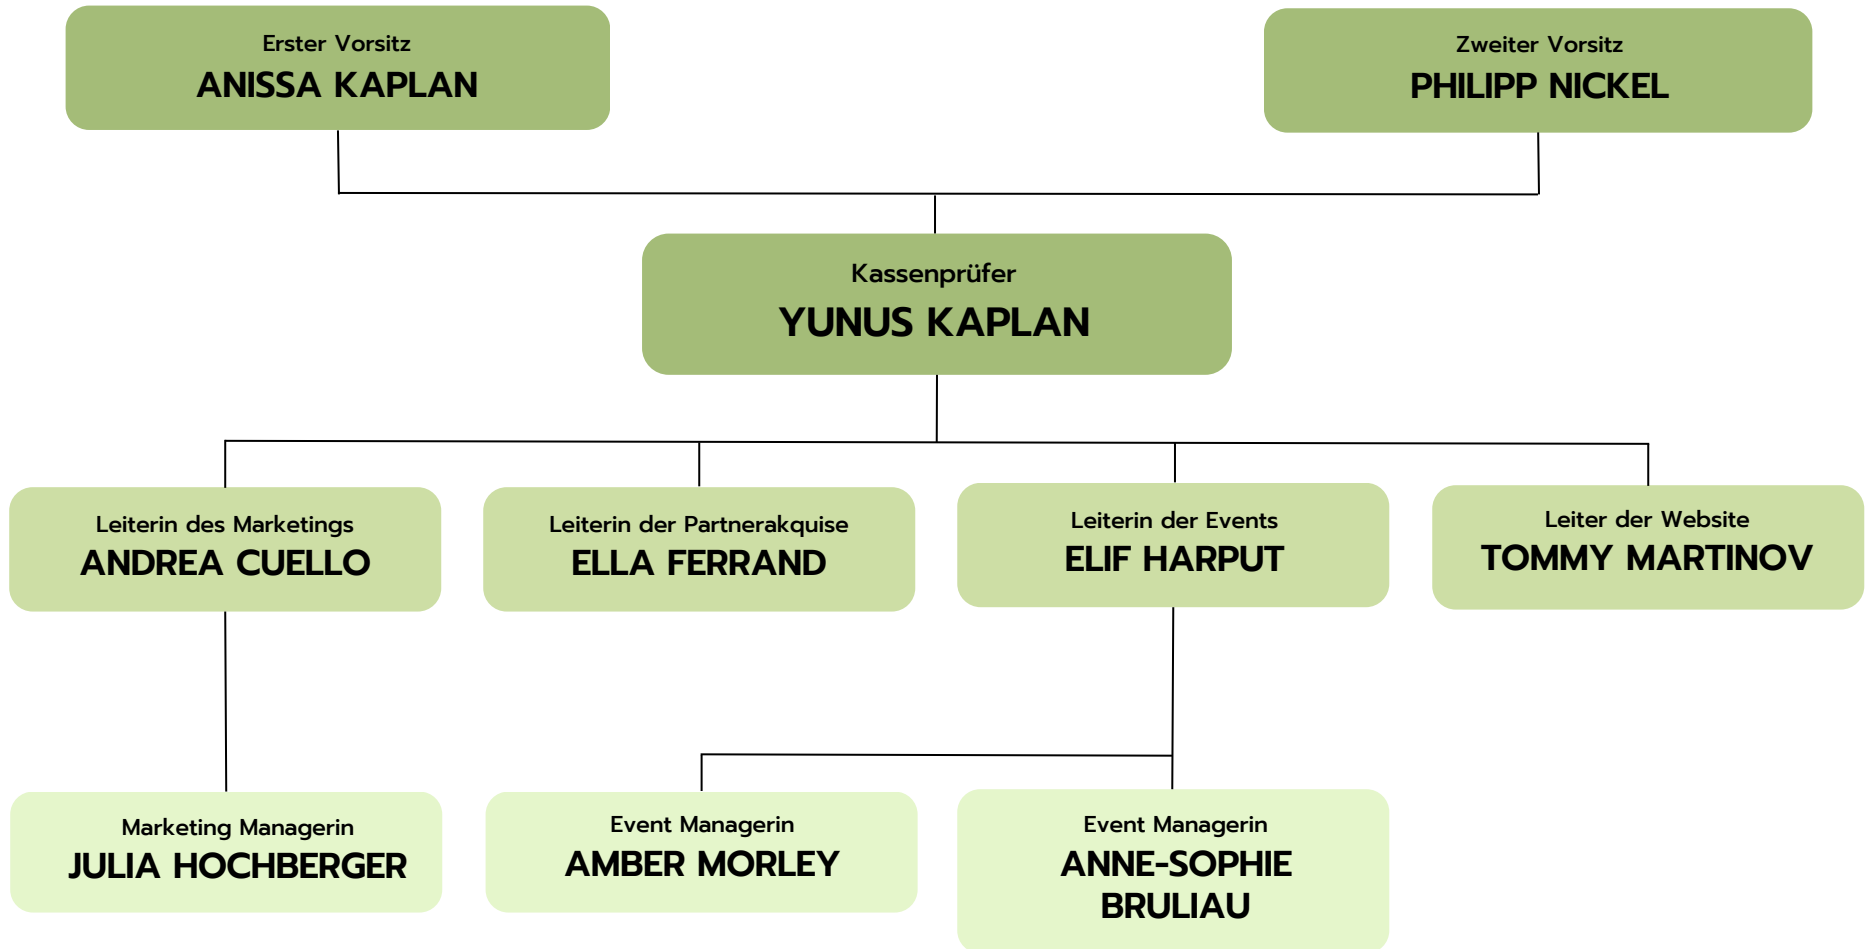 Erster Vorsitz
ANISSA KAPLAN
Zweiter Vorsitz
PHILIPP NICKEL
Kassenprüfer
YUNUS KAPLAN
Leiterin des Marketings
ANDREA CUELLO
Leiterin der Partnerakquise
ELLA FERRAND
Leiterin der Events
ELIF HARPUT
Leiter der Website
TOMMY MARTINOV
Marketing Managerin
JULIA HOCHBERGER
Event Managerin
AMBER MORLEY
Event Managerin
ANNE-SOPHIE
BRULIAU